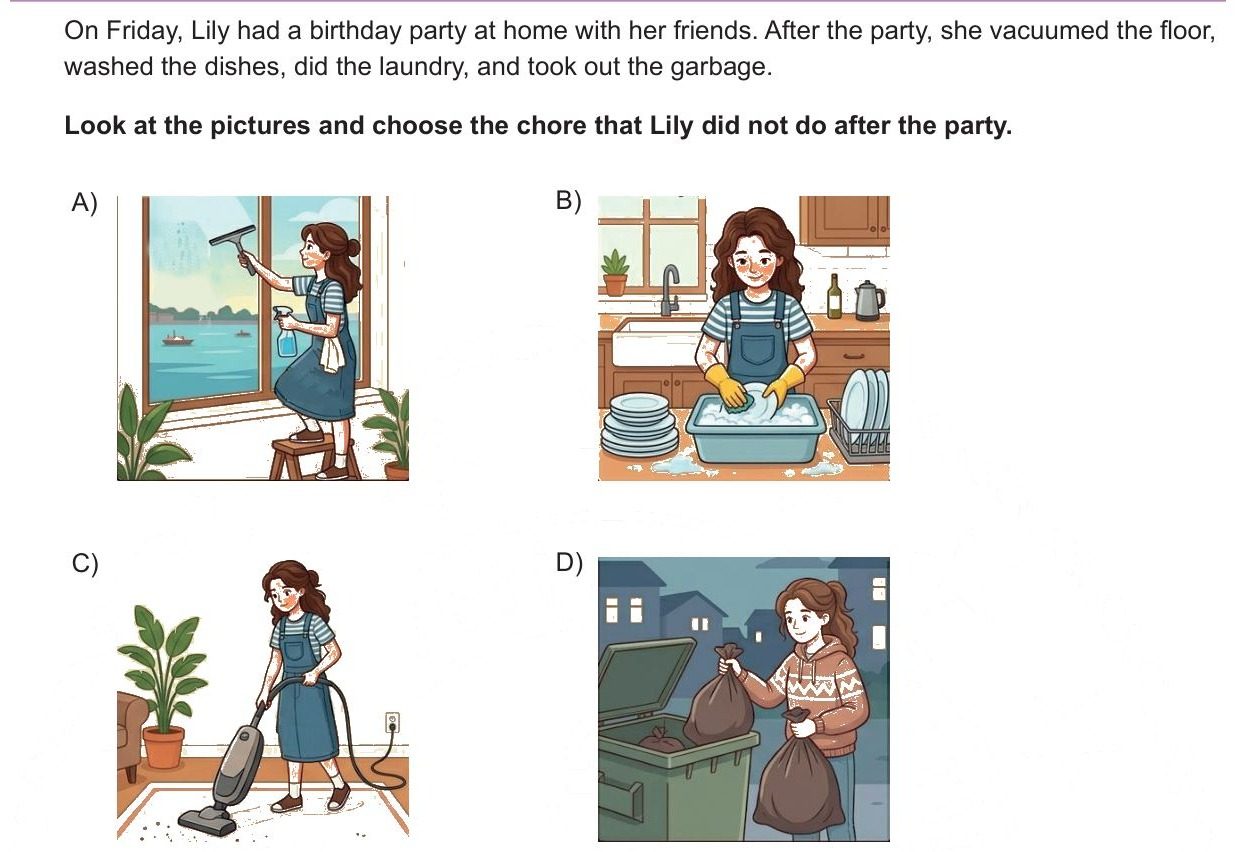 On Friday, Lily had a birthday party at home with her friends. After the party, she vacuumed the floor,
washed the dishes, did the laundry, and took out the garbage.
Look at the pictures and choose the chore that Lily did not do after the party.
A)
B)
C)
D)